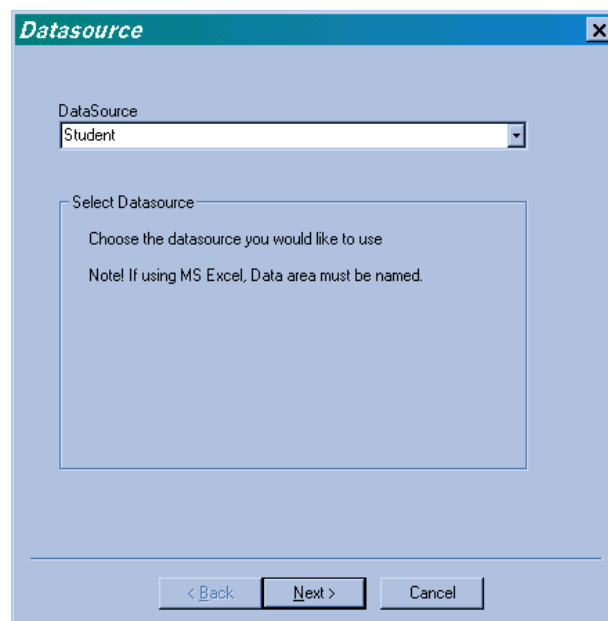 Datasource
DataSource
Student
Select Datasource
Choose the datasource you would like to use
Note! If using MS Excel, Data area must be named.
< Back
Next >
Cancel